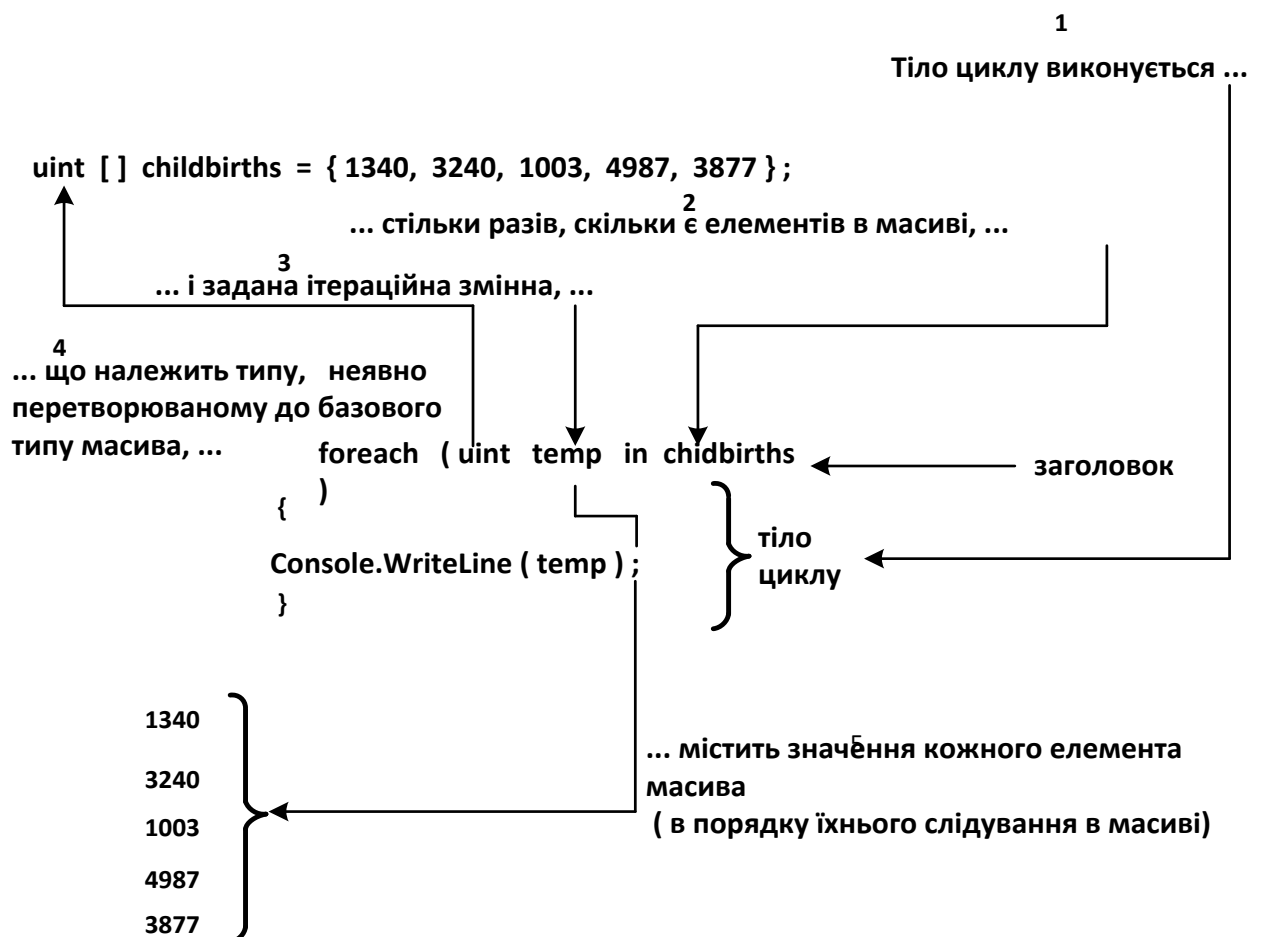 1
Тіло циклу виконується ...
uint [ ] childbirths = { 1340, 3240, 1003, 4987, 3877 } ;
2
... стільки разів, скільки є елементів в масиві, ...
3
... і задана ітераційна змінна, ...
4
... що належить типу, неявно
перетворюваному до базового
типу масива, ...
foreach ( uint temp in chidbirths
)
заголовок
{
Console.WriteLine ( temp ) ;
}
тіло
циклу
1340
3240
1003
4987
3877
5
... містить значення кожного елемента
масива
( в порядку їхнього слідування в масиві)